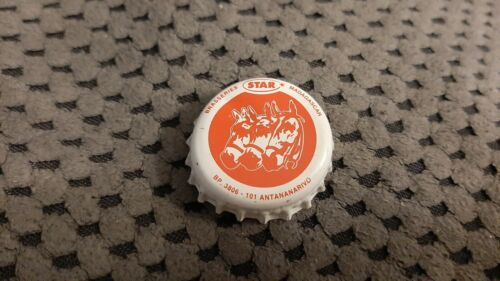 BRASSERIES STAR MADAGASCAR
BP 3806 - 101 ANTANANARIVO